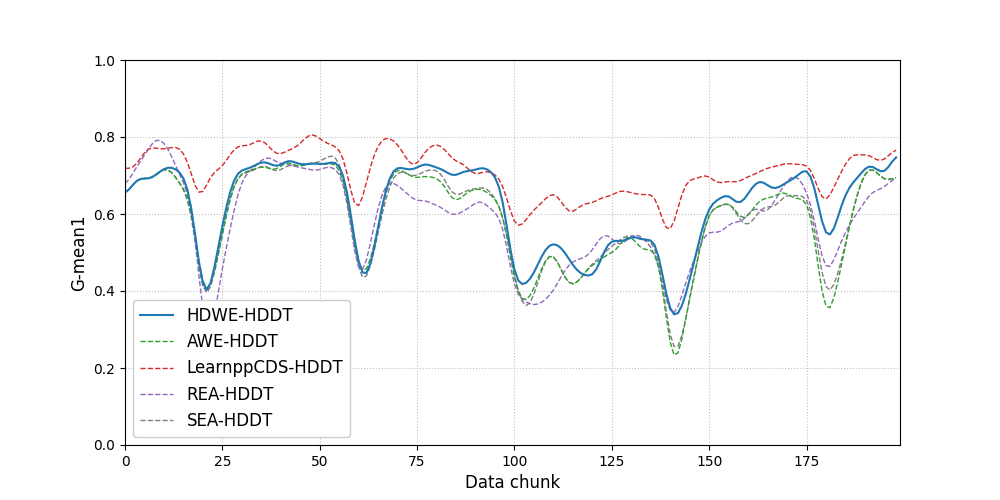 1.0
0.8
0.6
0.4
0.2
0.0
G-mean1
HDWE-HDDT
AWE-HDDT
LearnppCDS-HDDT
REA-HDDT
SEA-HDDT
0 25 50 75 100 125 150 175
Data chunk